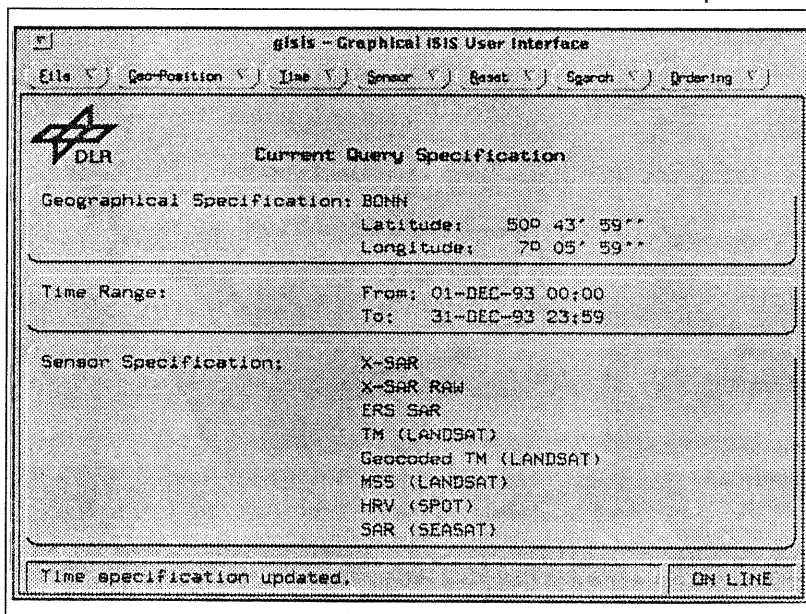 gisis – Graphical ISIS User Interface
File Geo-Position Time Sensor Reset Search Ordering
DLR
Current Query Specification
Geographical Specification: BONN
Latitude: 50º 43´ 59´´
Longitude: 7º 05´ 59´´
Time Range: From: 01-DEC-93 00:00
To: 31-DEC-93 23:59
Sensor Specification: X-SAR
X-SAR RAW
ERS SAR
TM (LANDSAT)
Geocoded TM (LANDSAT)
MSS (LANDSAT)
HRV (SPOT)
SAR (SEASAT)
Time specification updated. ON LINE